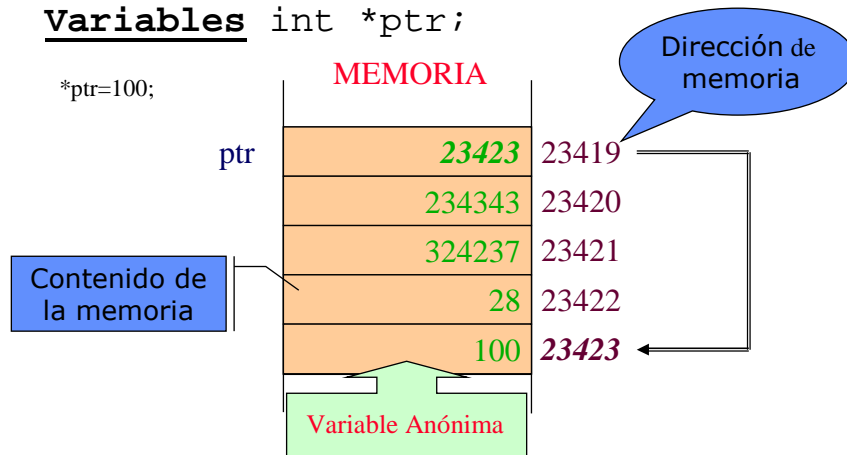 Variables int *ptr;
*ptr=100;
MEMORIA
Dirección de
memoria
ptr 23423 23419
234343 23420
324237 23421
Contenido de
la memoria
28 23422
100 23423
Variable Anónima